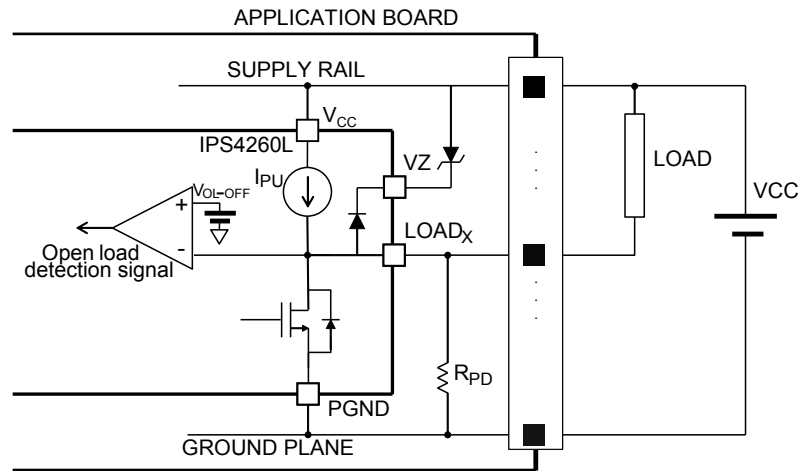 APPLICATION BOARD
SUPPLY RAIL
VCC
IPS4260L
IPU
VZ
LOAD
VOL-OFF
VCC
+
LOADX
-
Open load
detection signal
RPD
PGND
GROUND PLANE